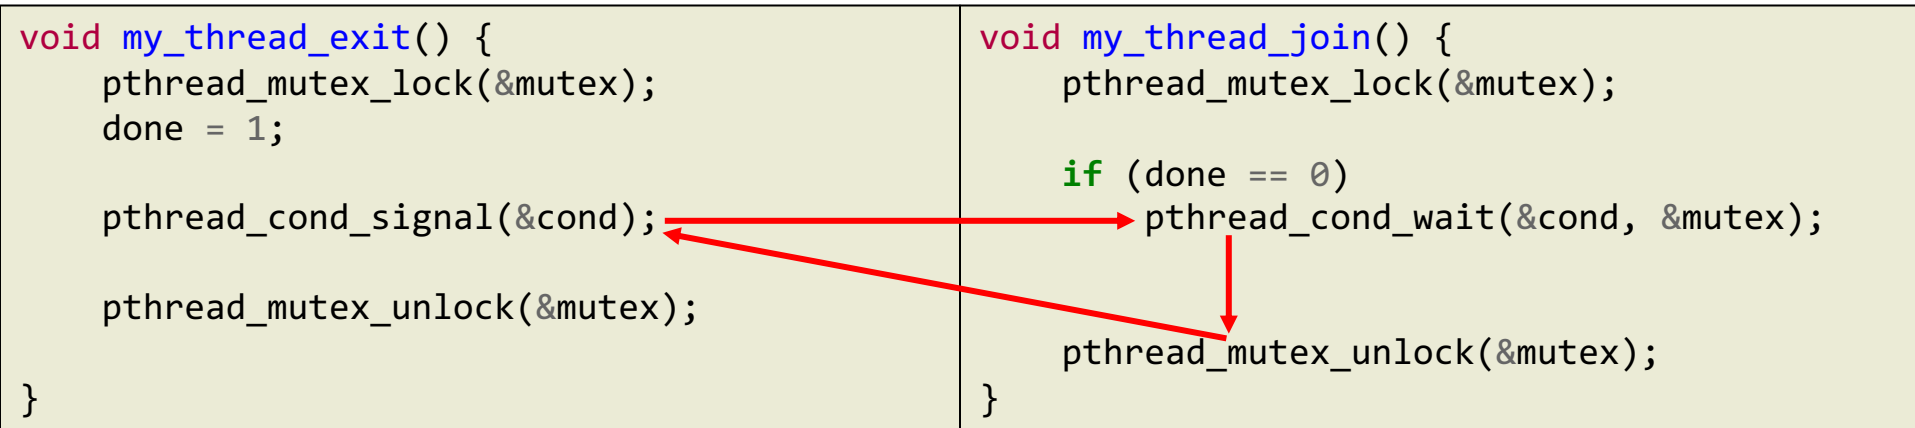 void my_thread_exit() {
    pthread_mutex_lock(&mutex);
    done = 1;
    pthread_cond_signal(&cond);
    pthread_mutex_unlock(&mutex);
}
void my_thread_join() {
    pthread_mutex_lock(&mutex);
    if (done == 0)
        pthread_cond_wait(&cond, &mutex);
    pthread_mutex_unlock(&mutex);
}